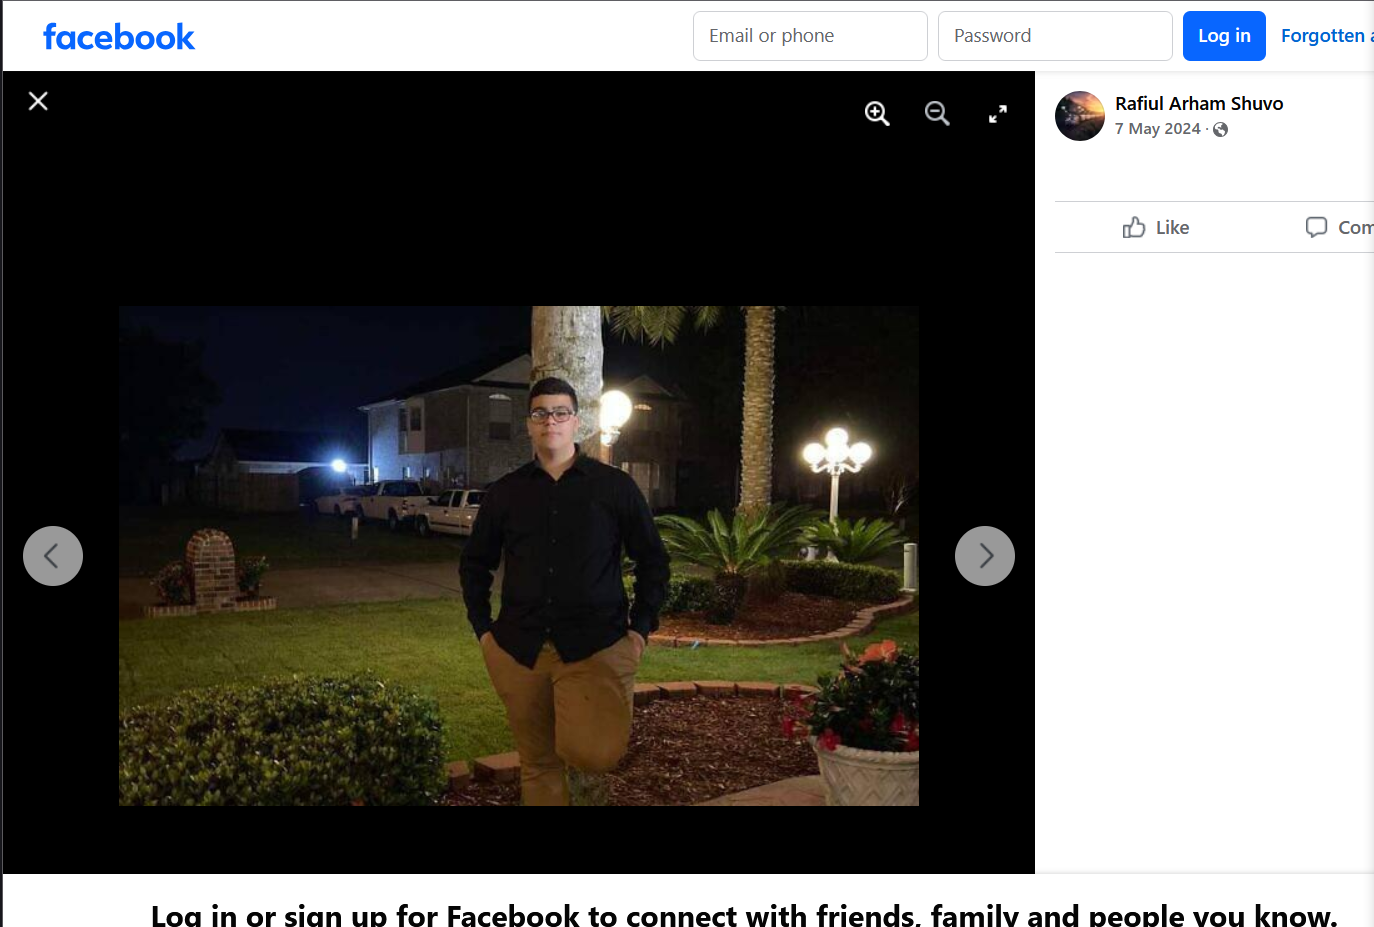 facebook
Email or phone
Password
Log in
Forgotten
Rafiul Arham Shuvo
7 May 2024 ·
Like
Com
Log in or sign up for Facebook to connect with friends, family and people you know.